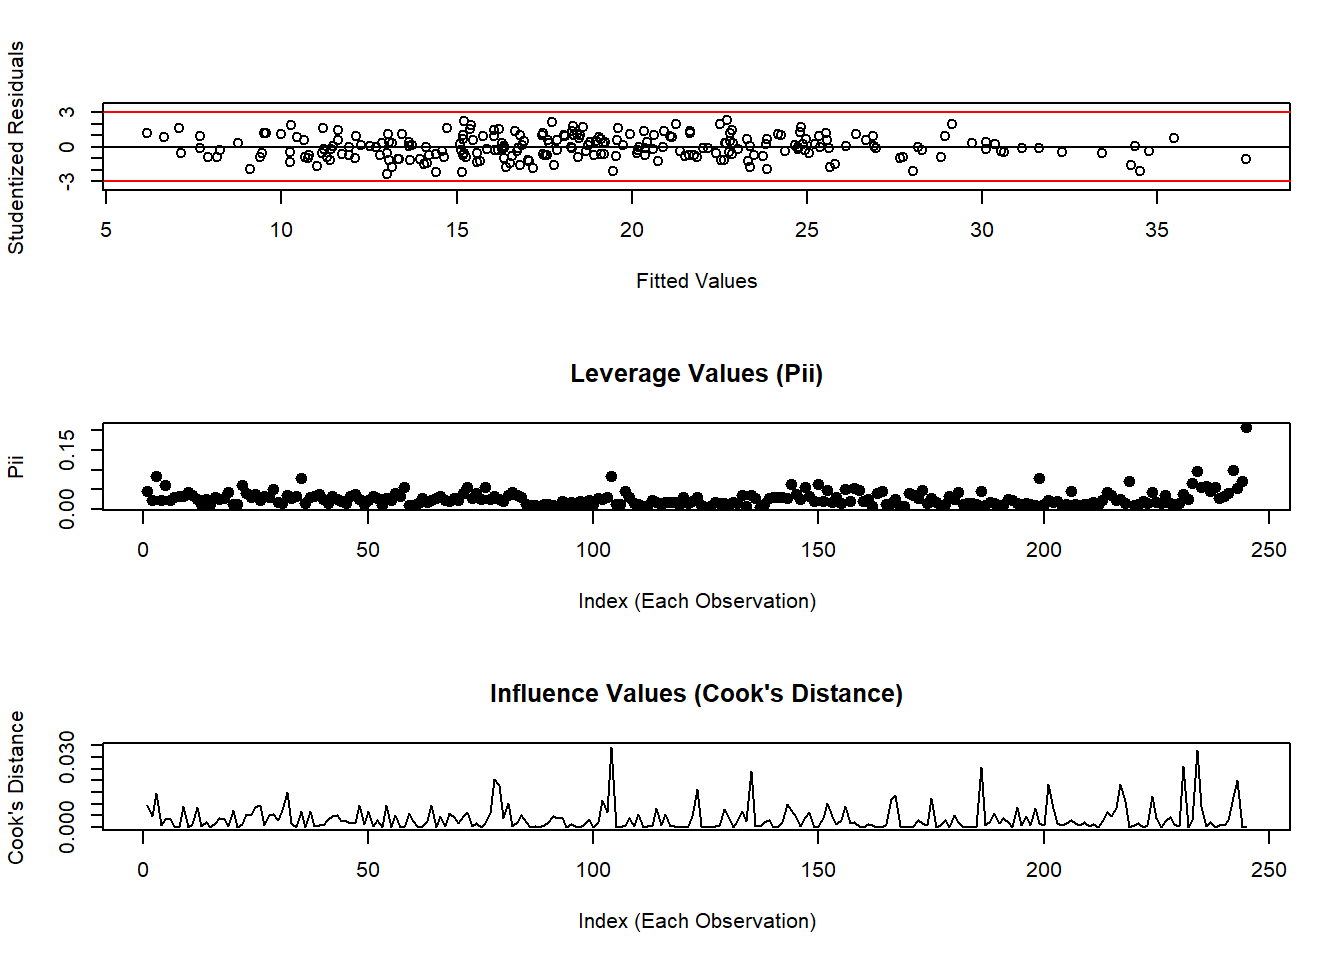 Studentized Residuals
3
0
-3
5 10 15 20 25 30 35
Fitted Values
Leverage Values (Pii)
Pii
0.15
0.00
0 50 100 150 200 250
Index (Each Observation)
Influence Values (Cook's Distance)
Cook's Distance
0.030
0.000
0 50 100 150 200 250
Index (Each Observation)